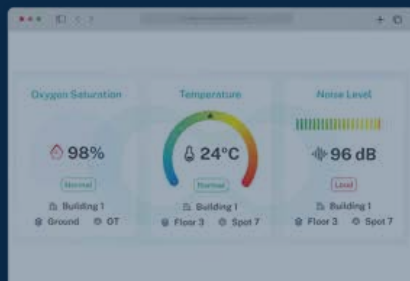 Oxygen Saturation
98%
Normal
Building 1
Ground OT
Temperature
24°C
Normal
Building 1
Floor 3 Spot 7
Noise Level
96 dB
Loud
Building 1
Floor 3 Spot 7